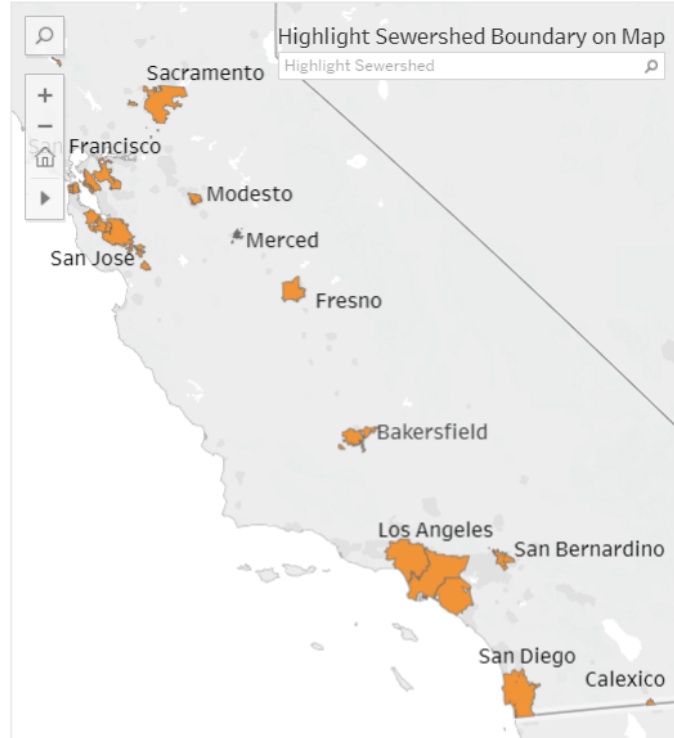 Highlight Sewershed Boundary on Map
Highlight Sewershed
Sacramento
San Francisco
Modesto
Merced
San Jose
Fresno
Bakersfield
Los Angeles
San Bernardino
San Diego
Calexico